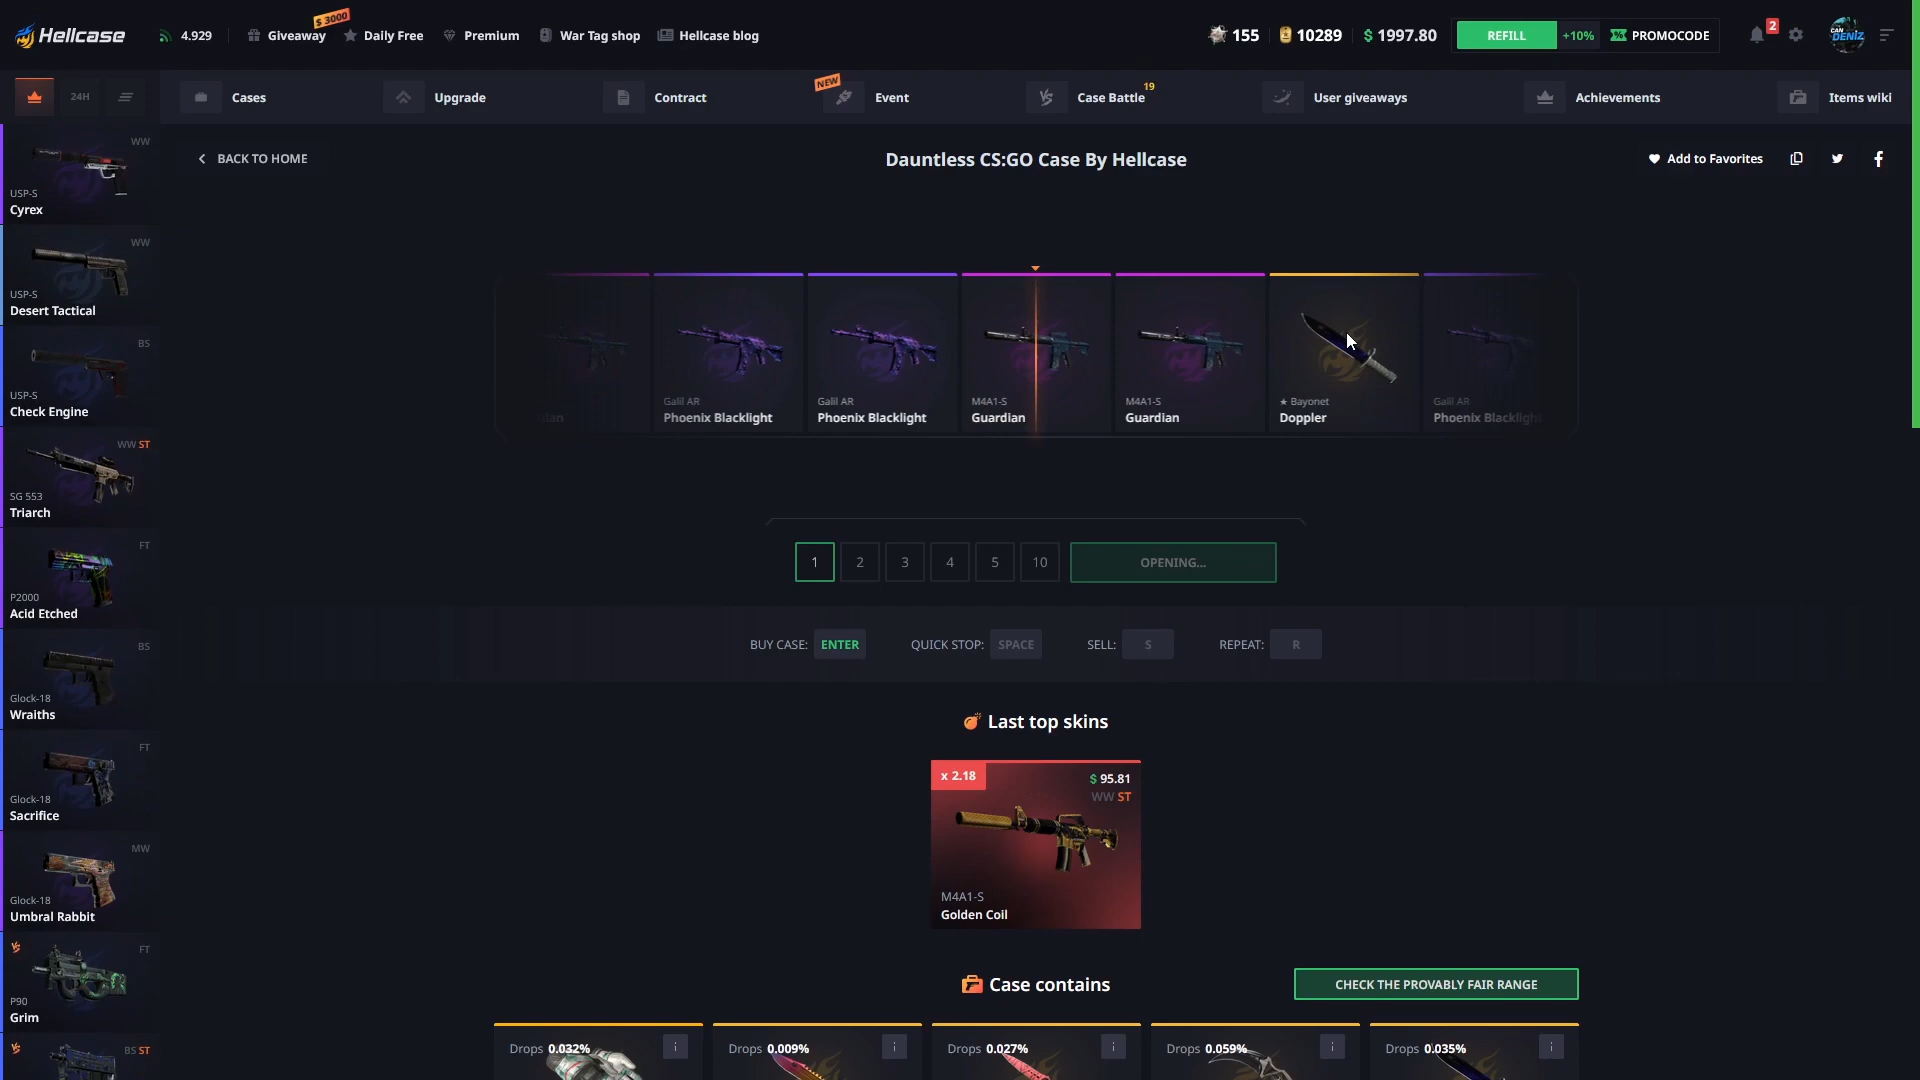 Hellcase
4.929
$ 3000
Giveaway
Daily Free
Premium
War Tag shop
Hellcase blog
155
10289
$ 1997.80
REFILL
+10%
PROMOCODE
2
CAN
DENIZ
24H
Cases
Upgrade
Contract
NEW
Event
Case Battle
19
User giveaways
Achievements
Items wiki
BACK TO HOME
Dauntless CS:GO Case By Hellcase
Add to Favorites
WW
USP-S
Cyrex
WW
USP-S
Desert Tactical
BS
USP-S
Check Engine
WW ST
SG 553
Triarch
FT
P2000
Acid Etched
BS
Glock-18
Wraiths
FT
Glock-18
Sacrifice
MW
Glock-18
Umbral Rabbit
FT
P90
Grim
BS ST
Galil AR
Phoenix Blacklight
Galil AR
Phoenix Blacklight
M4A1-S
Guardian
M4A1-S
Guardian
★ Bayonet
Doppler
Galil AR
Phoenix Blacklight
1
2
3
4
5
10
OPENING...
BUY CASE: ENTER
QUICK STOP: SPACE
SELL: S
REPEAT: R
Last top skins
x 2.18
$ 95.81
WW ST
M4A1-S
Golden Coil
Case contains
CHECK THE PROVABLY FAIR RANGE
Drops 0.032%
i
Drops 0.009%
i
Drops 0.027%
i
Drops 0.059%
i
Drops 0.035%
i